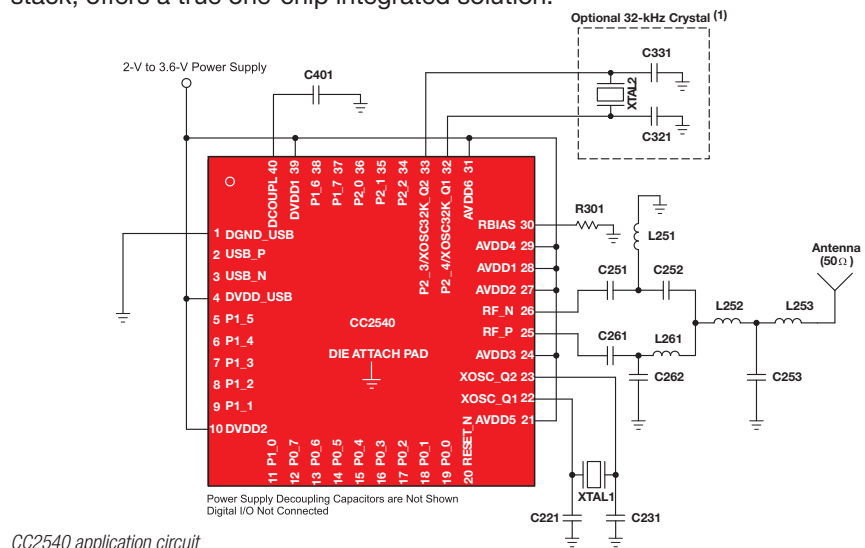 stack, offers a true one-chip integrated solution.
Optional 32-kHz Crystal (1)
2-V to 3.6-V Power Supply
C401
C331
XTAL2
C321
DCOUPL 40
DVDD1 39
P1_6 38
P1_7 37
P2_0 36
P2_1 35
P2_2 34
P2_3/XOSC32K_Q2 33
P2_4/XOSC32K_Q1 32
AVDD6 31
1 DGND_USB
2 USB_P
3 USB_N
4 DVDD_USB
5 P1_5
6 P1_4
7 P1_3
8 P1_2
9 P1_1
10 DVDD2
CC2540
DIE ATTACH PAD
RBIAS 30
AVDD4 29
AVDD1 28
AVDD2 27
RF_N 26
RF_P 25
AVDD3 24
XOSC_Q2 23
XOSC_Q1 22
AVDD5 21
11 P1_0
12 P0_7
13 P0_6
14 P0_5
15 P0_4
16 P0_3
17 P0_2
18 P0_1
19 P0_0
20 RESET_N
R301
L251
C251
C252
Antenna
(50Ω)
L252
L253
C261
L261
C262
C253
XTAL1
C221
C231
Power Supply Decoupling Capacitors are Not Shown
Digital I/O Not Connected
CC2540 application circuit